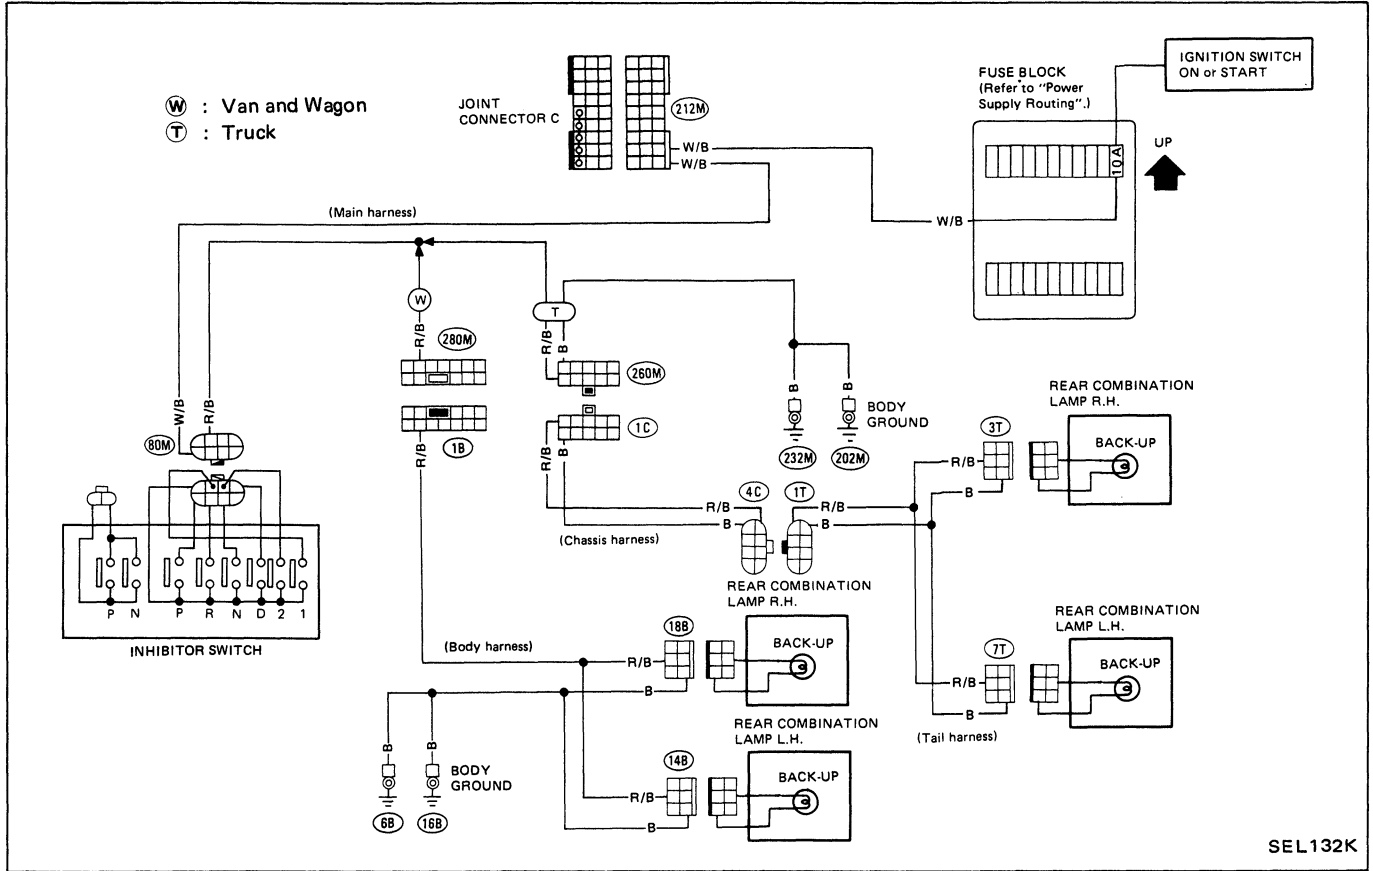 W : Van and Wagon
T : Truck
JOINT
CONNECTOR C
212M
W/B
W/B
FUSE BLOCK
(Refer to "Power
Supply Routing".)
IGNITION SWITCH
ON or START
10A
UP
W/B
(Main harness)
W
T
R/B
280M
R/B
B
260M
1B
R/B
1C
R/B
B
W/B
R/B
80M
B
B
BODY
GROUND
232M
202M
P N P R N D 2 1
INHIBITOR SWITCH
4C
1T
R/B
B
R/B
B
(Chassis harness)
REAR COMBINATION
LAMP R.H.
3T
R/B
B
BACK-UP
REAR COMBINATION
LAMP L.H.
7T
R/B
B
BACK-UP
(Tail harness)
REAR COMBINATION
LAMP R.H.
18B
(Body harness)
R/B
B
BACK-UP
REAR COMBINATION
LAMP L.H.
14B
R/B
B
BACK-UP
B
B
BODY
GROUND
6B
16B
SEL132K